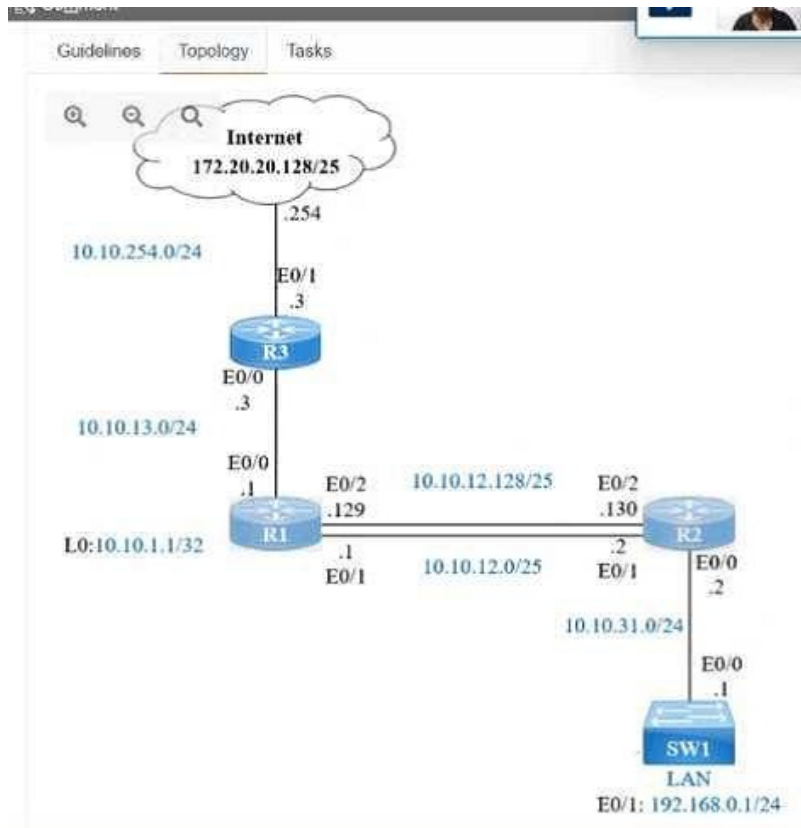 Guidelines Topology Tasks
Internet
172.20.20.128/25
.254
10.10.254.0/24
E0/1
.3
R3
E0/0
.3
10.10.13.0/24
E0/0
.1
E0/2
10.10.12.128/25
E0/2
.129
.130
R1
R2
L0:10.10.1.1/32
.1
E0/1
10.10.12.0/25
.2
E0/1
E0/0
.2
10.10.31.0/24
E0/0
.1
SW1
LAN
E0/1: 192.168.0.1/24